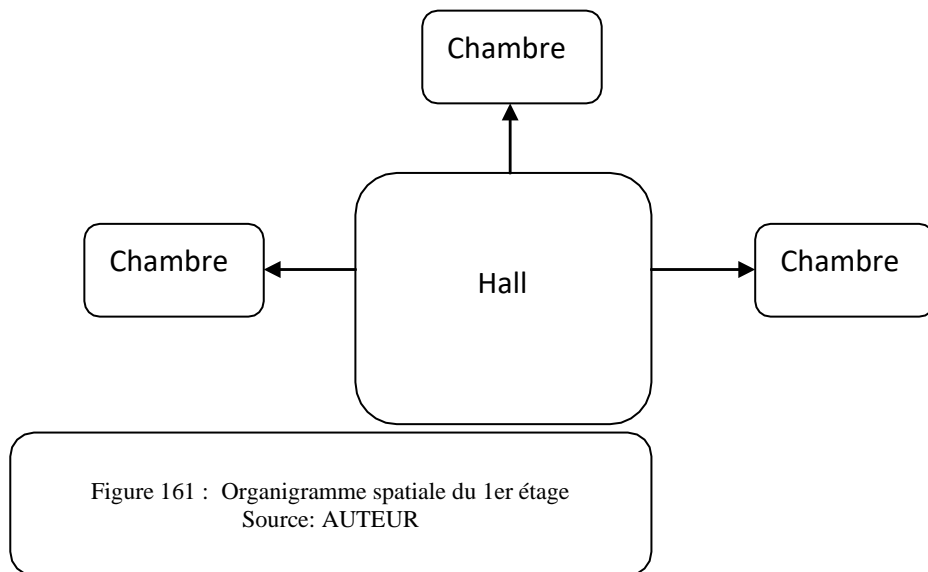 Chambre
Chambre
Hall
Chambre
Figure 161 : Organigramme spatiale du 1er étage
Source: AUTEUR